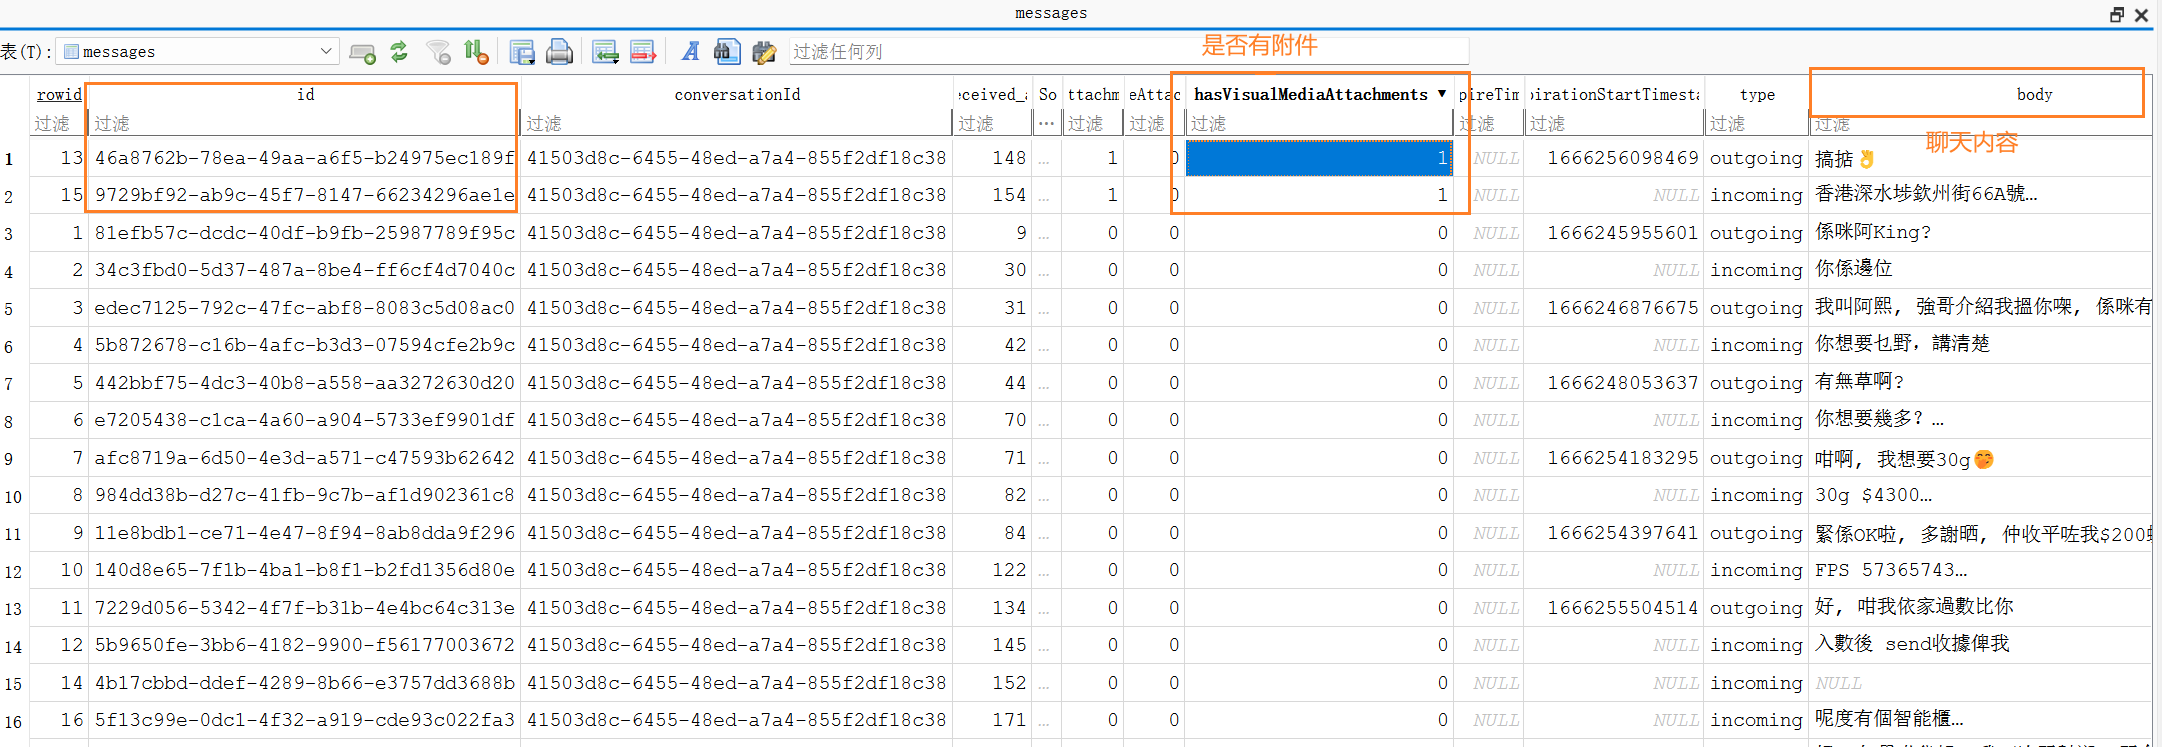 messages
表(T): messages 过滤任何列 是否有附件
rowid id conversationId eceived_a So ttachm eAttac hasVisualMediaAttachments pireTim pirationStartTimesta type body
过滤 过滤 过滤 过滤 … 过滤 过滤 过滤 过滤 过滤 过滤 过滤
聊天内容
1 13 46a8762b-78ea-49aa-a6f5-b24975ec189f 41503d8c-6455-48ed-a7a4-855f2df18c38 148 … 1 0 1 NULL 1666256098469 outgoing 搞掂👌
2 15 9729bf92-ab9c-45f7-8147-66234296ae1e 41503d8c-6455-48ed-a7a4-855f2df18c38 154 … 1 0 1 NULL NULL incoming 香港深水埗欽州街66A號…
3 1 81efb57c-dcdc-40df-b9fb-25987789f95c 41503d8c-6455-48ed-a7a4-855f2df18c38 9 … 0 0 0 NULL 1666245955601 outgoing 係咪阿King?
4 2 34c3fbd0-5d37-487a-8be4-ff6cf4d7040c 41503d8c-6455-48ed-a7a4-855f2df18c38 30 … 0 0 0 NULL NULL incoming 你係邊位
5 3 edec7125-792c-47fc-abf8-8083c5d08ac0 41503d8c-6455-48ed-a7a4-855f2df18c38 31 … 0 0 0 NULL 1666246876675 outgoing 我叫阿熙, 強哥介紹我搵你㗎, 係咪有
6 4 5b872678-c16b-4afc-b3d3-07594cfe2b9c 41503d8c-6455-48ed-a7a4-855f2df18c38 42 … 0 0 0 NULL NULL incoming 你想要乜野，講清楚
7 5 442bbf75-4dc3-40b8-a558-aa3272630d20 41503d8c-6455-48ed-a7a4-855f2df18c38 44 … 0 0 0 NULL 1666248053637 outgoing 有無草啊?
8 6 e7205438-c1ca-4a60-a904-5733ef9901df 41503d8c-6455-48ed-a7a4-855f2df18c38 70 … 0 0 0 NULL NULL incoming 你想要幾多？…
9 7 afc8719a-6d50-4e3d-a571-c47593b62642 41503d8c-6455-48ed-a7a4-855f2df18c38 71 … 0 0 0 NULL 1666254183295 outgoing 咁啊, 我想要30g🤭
10 8 984dd38b-d27c-41fb-9c7b-af1d902361c8 41503d8c-6455-48ed-a7a4-855f2df18c38 82 … 0 0 0 NULL NULL incoming 30g $4300…
11 9 11e8bdb1-ce71-4e47-8f94-8ab8dda9f296 41503d8c-6455-48ed-a7a4-855f2df18c38 84 … 0 0 0 NULL 1666254397641 outgoing 緊係OK啦, 多謝晒, 仲收平咗我$200
12 10 140d8e65-7f1b-4ba1-b8f1-b2fd1356d80e 41503d8c-6455-48ed-a7a4-855f2df18c38 122 … 0 0 0 NULL NULL incoming FPS 57365743…
13 11 7229d056-5342-4f7f-b31b-4e4bc64c313e 41503d8c-6455-48ed-a7a4-855f2df18c38 134 … 0 0 0 NULL 1666255504514 outgoing 好, 咁我依家過數比你
14 12 5b9650fe-3bb6-4182-9900-f56177003672 41503d8c-6455-48ed-a7a4-855f2df18c38 145 … 0 0 0 NULL NULL incoming 入數後 send收據俾我
15 14 4b17cbbd-ddef-4289-8b66-e3757dd3688b 41503d8c-6455-48ed-a7a4-855f2df18c38 152 … 0 0 0 NULL NULL incoming NULL
16 16 5f13c99e-0dc1-4f32-a919-cde93c022fa3 41503d8c-6455-48ed-a7a4-855f2df18c38 171 … 0 0 0 NULL NULL incoming 呢度有個智能櫃…